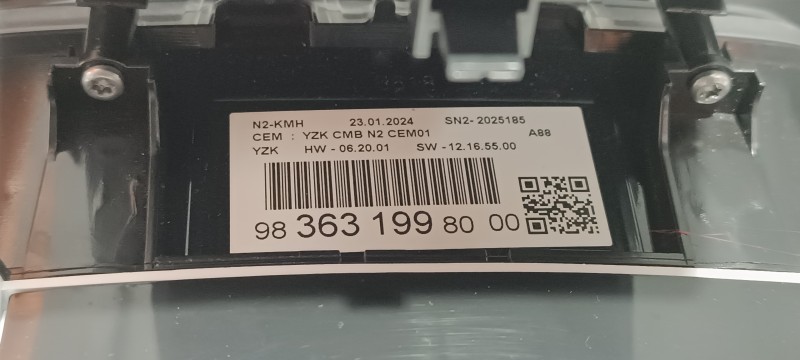 N2-KMH 23.01.2024 SN2- 2025185
CEM : YZK CMB N2 CEM01 A88
YZK HW - 06.20.01 SW - 12.16.55.00
98 363 199 80 00